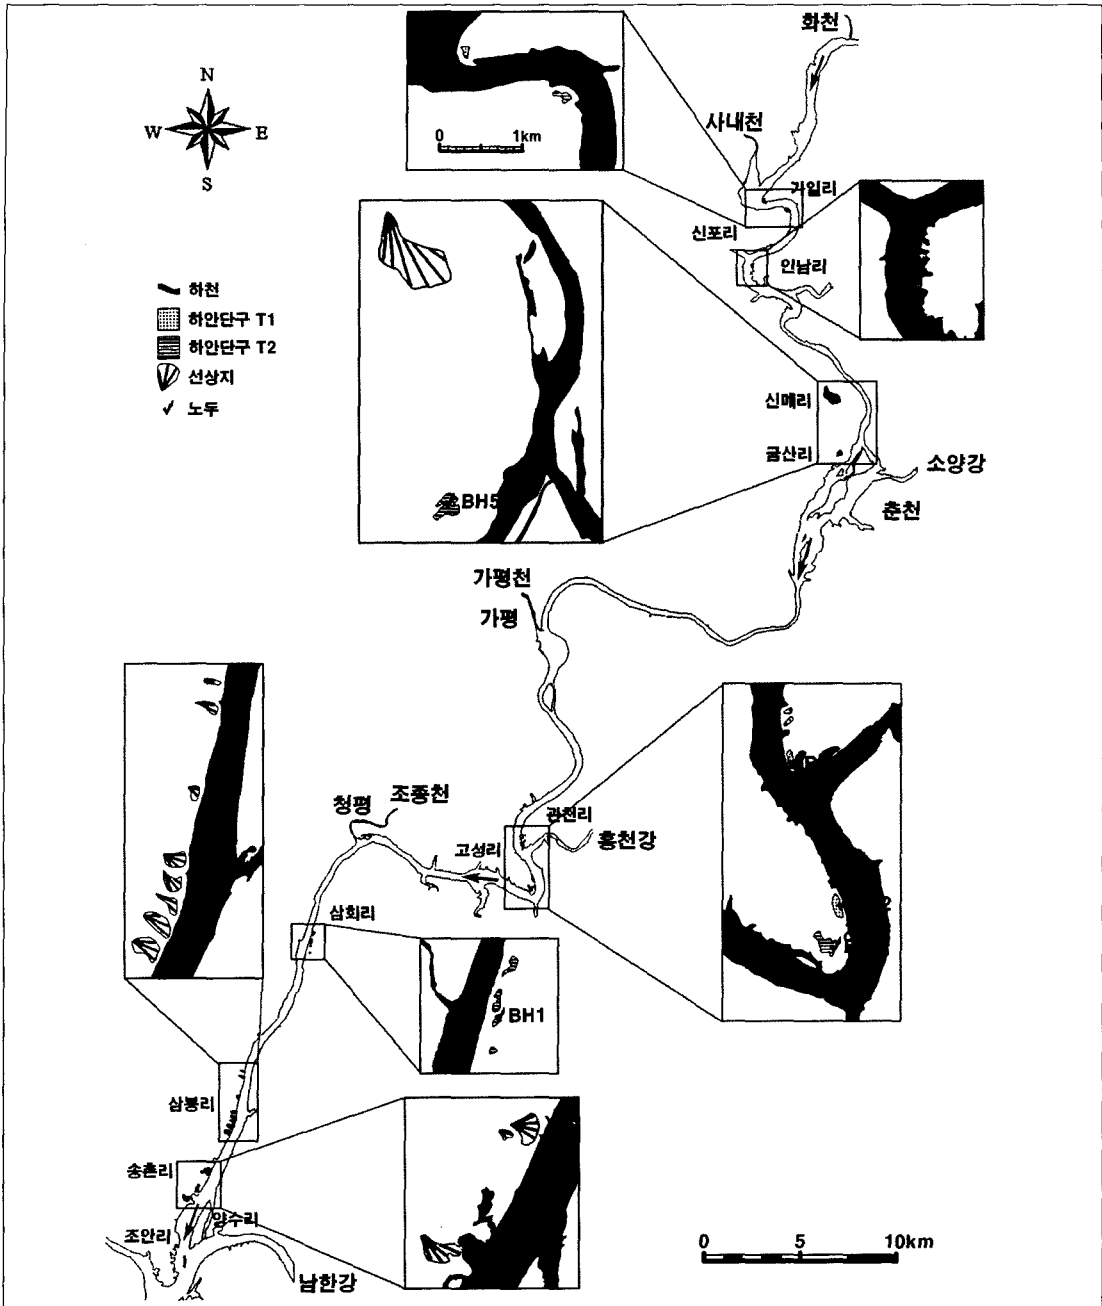 화천
N
W E
S
사내천
0 1km
가일리
신포리
인남리
하천
하안단구 T1
하안단구 T2
선상지
노두
신매리
금산리
소양강
춘천
BH5
가평천
가평
조종천
청평
관천리
고성리
홍천강
삼회리
BH1
삼봉리
송촌리
양수리
조안리
남한강
0 5 10km